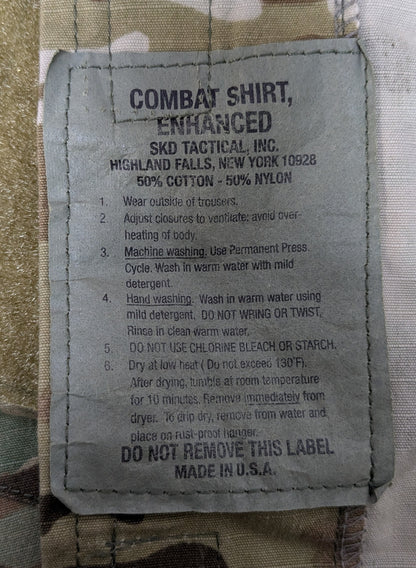 COMBAT SHIRT,
ENHANCED
SKD TACTICAL, INC.
HIGHLAND FALLS, NEW YORK 10928
50% COTTON - 50% NYLON
1. Wear outside of trousers.
2. Adjust closures to ventilate: avoid over-
heating of body.
3. Machine washing. Use Permanent Press
Cycle. Wash in warm water with mild
detergent.
4. Hand washing. Wash in warm water using
mild detergent. DO NOT WRING OR TWIST.
Rinse in clean warm water.
5. DO NOT USE CHLORINE BLEACH OR STARCH.
6. Dry at low heat ( Do not exceed 130°F).
After drying, tumble at room temperature
for 10 minutes. Remove immediately from
dryer. To drip dry, remove from water and
place on rust-proof hanger.
DO NOT REMOVE THIS LABEL
MADE IN U.S.A.